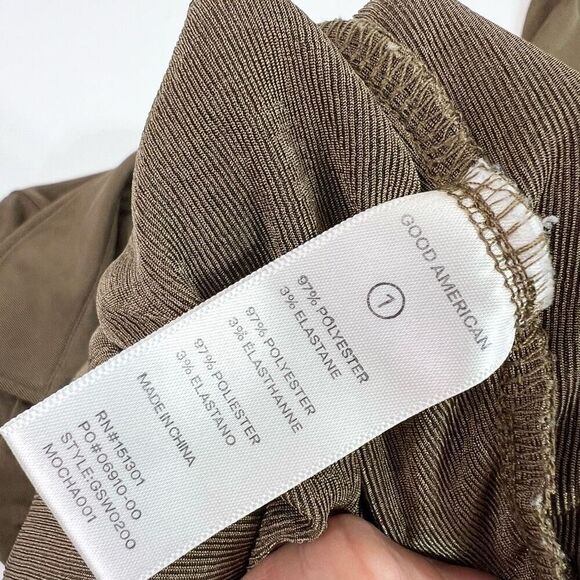 GOOD AMERICAN
1
97% POLYESTER
3% ELASTANE
97% POLYESTER
3% ÉLASTHANNE
97% POLIESTER
3% ELASTANO
MADE IN CHINA
RN#151301
PO#06910-00
STYLE:GSW0200
MOCHA001